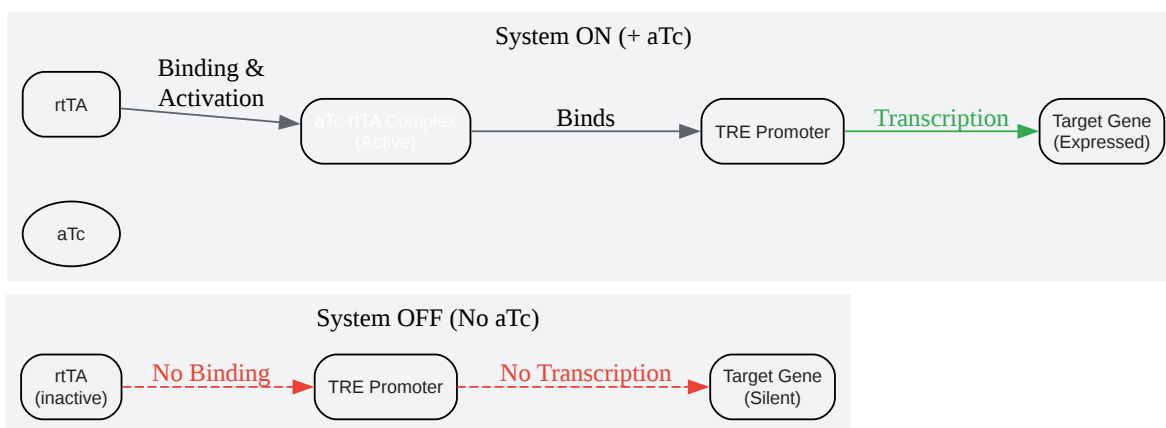 System ON (+ aTc)
Binding &
Activation
rtTA
aTc-rtTA Complex
(Active)
Binds
TRE Promoter
Transcription
Target Gene
(Expressed)
aTc
System OFF (No aTc)
rtTA
(inactive)
No Binding
TRE Promoter
No Transcription
Target Gene
(Silent)